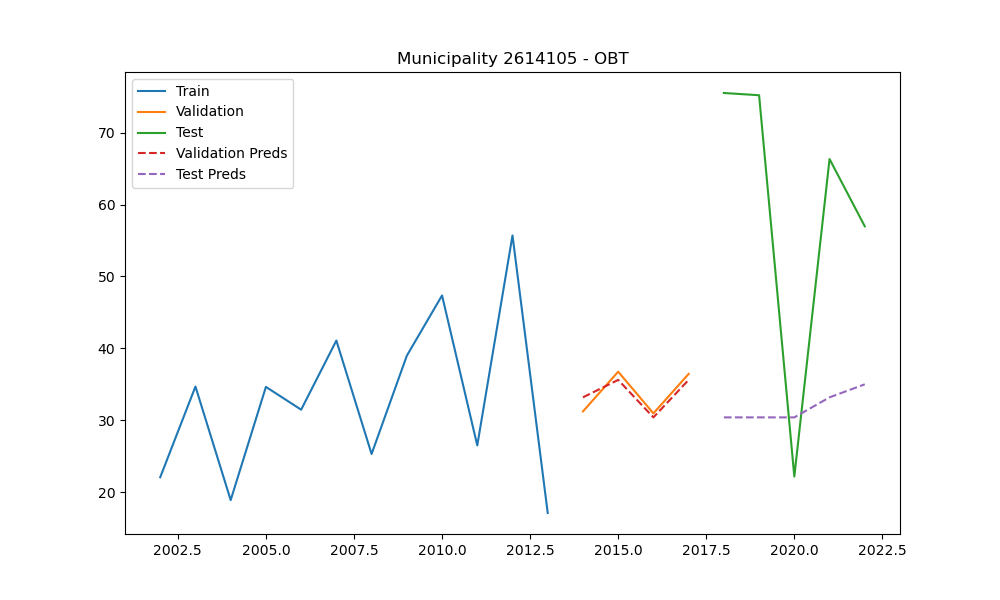 Municipality 2614105 - OBT
Train
Validation
Test
Validation Preds
Test Preds
70
60
50
40
30
20
2002.5 2005.0 2007.5 2010.0 2012.5 2015.0 2017.5 2020.0 2022.5